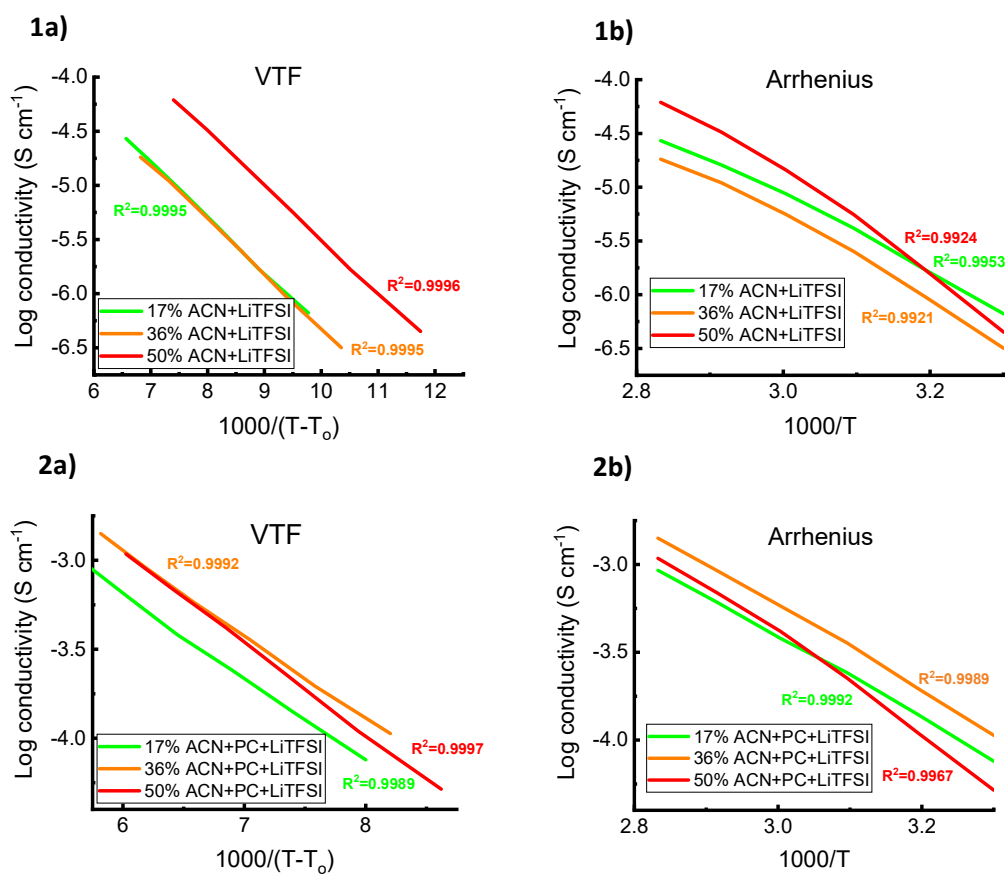 1a)
VTF
Log conductivity (S cm⁻¹)
-4.0
-4.5
-5.0
-5.5
-6.0
-6.5
R²=0.9995
R²=0.9996
R²=0.9995
17% ACN+LiTFSI
36% ACN+LiTFSI
50% ACN+LiTFSI
6 7 8 9 10 11 12
1000/(T-Tₒ)
1b)
Arrhenius
Log conductivity (S cm⁻¹)
-4.0
-4.5
-5.0
-5.5
-6.0
-6.5
R²=0.9924
R²=0.9953
R²=0.9921
17% ACN+LiTFSI
36% ACN+LiTFSI
50% ACN+LiTFSI
2.8 3.0 3.2
1000/T
2a)
VTF
Log conductivity (S cm⁻¹)
-3.0
-3.5
-4.0
R²=0.9992
R²=0.9997
R²=0.9989
17% ACN+PC+LiTFSI
36% ACN+PC+LiTFSI
50% ACN+PC+LiTFSI
6 7 8
1000/(T-Tₒ)
2b)
Arrhenius
Log conductivity (S cm⁻¹)
-3.0
-3.5
-4.0
R²=0.9989
R²=0.9992
R²=0.9967
17% ACN+PC+LiTFSI
36% ACN+PC+LiTFSI
50% ACN+PC+LiTFSI
2.8 3.0 3.2
1000/T